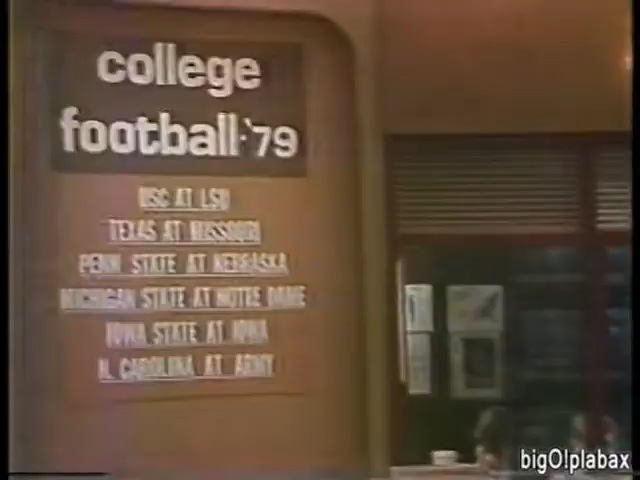 college
football '79
USC AT LSU
TEXAS AT MISSOURI
PENN STATE AT NEBRASKA
MICHIGAN STATE AT NOTRE DAME
IOWA STATE AT IOWA
N. CAROLINA AT ARMY
bigO!plabax